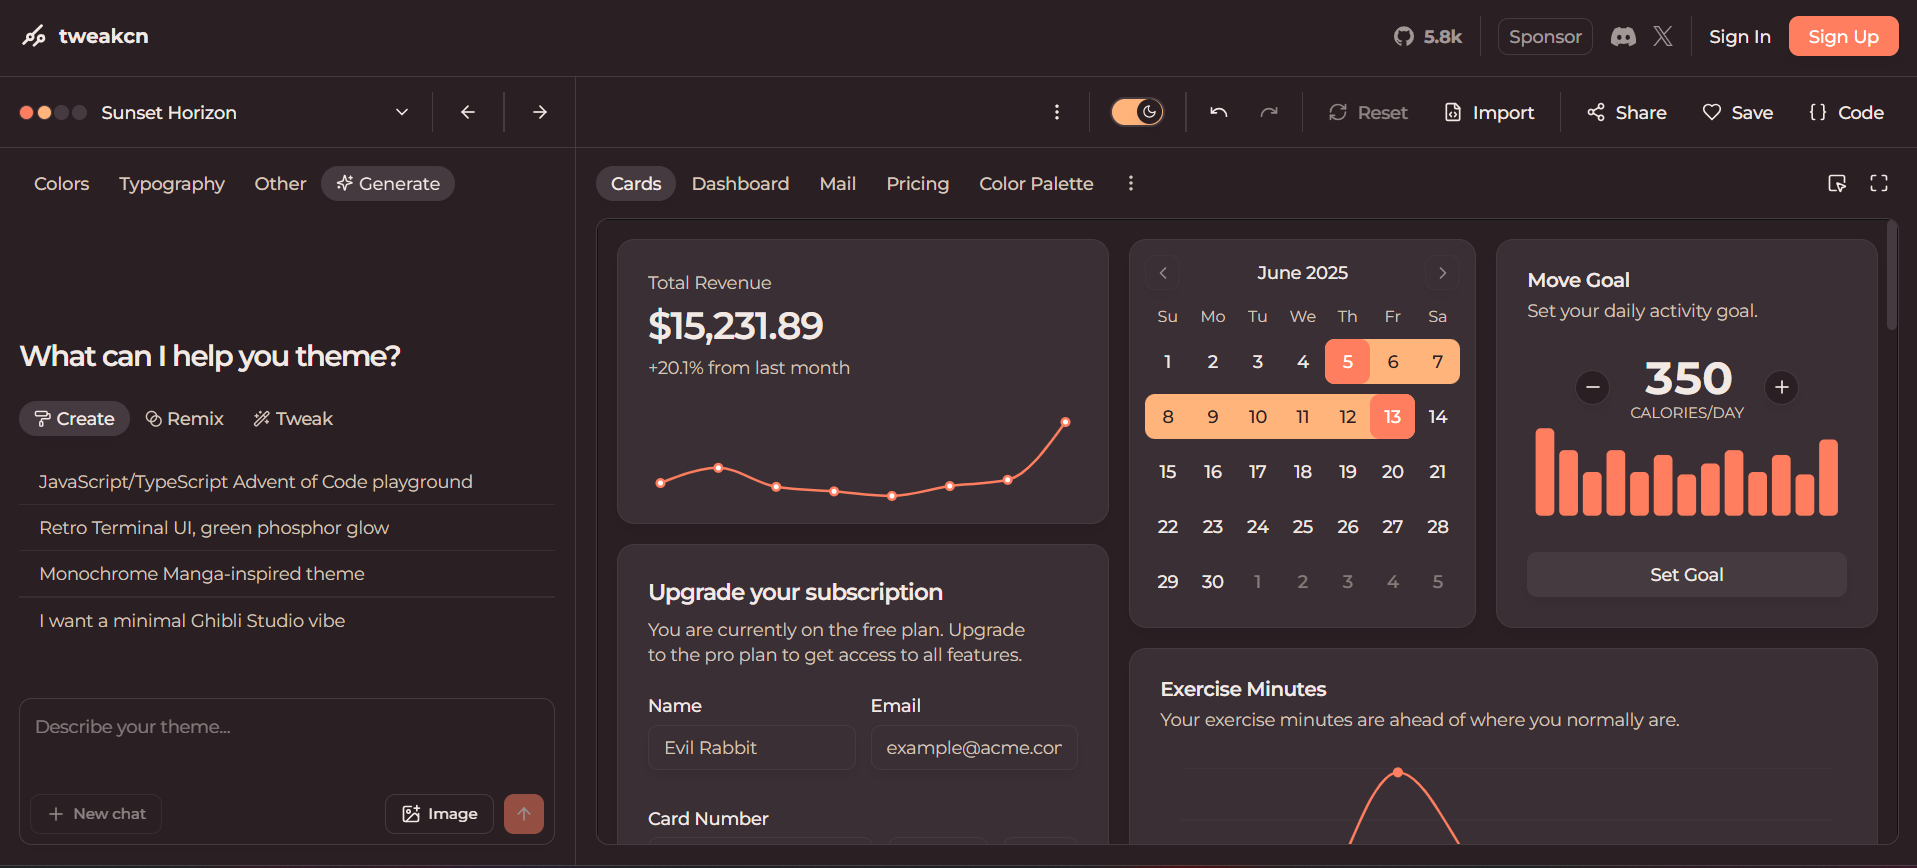 tweakcn
5.8k
Sponsor
Sign In
Sign Up
Sunset Horizon
Reset
Import
Share
Save
Code
Colors
Typography
Other
Generate
Cards
Dashboard
Mail
Pricing
Color Palette
What can I help you theme?
Create
Remix
Tweak
JavaScript/TypeScript Advent of Code playground
Retro Terminal UI, green phosphor glow
Monochrome Manga-inspired theme
I want a minimal Ghibli Studio vibe
Describe your theme...
New chat
Image
Total Revenue
$15,231.89
+20.1% from last month
Upgrade your subscription
You are currently on the free plan. Upgrade
to the pro plan to get access to all features.
Name
Email
Evil Rabbit
example@acme.cor
Card Number
June 2025
Su Mo Tu We Th Fr Sa
1 2 3 4 5 6 7
8 9 10 11 12 13 14
15 16 17 18 19 20 21
22 23 24 25 26 27 28
29 30 1 2 3 4 5
Move Goal
Set your daily activity goal.
350
CALORIES/DAY
Set Goal
Exercise Minutes
Your exercise minutes are ahead of where you normally are.